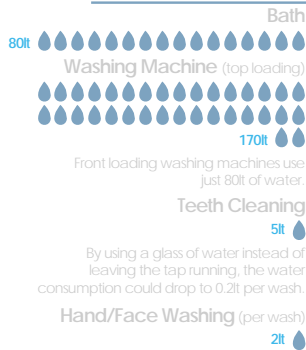 Bath
80lt
Washing Machine (top loading)
170lt
Front loading washing machines use
just 80lt of water.
Teeth Cleaning
5lt
By using a glass of water instead of
leaving the tap running, the water
consumption could drop to 0.2lt per wash.
Hand/Face Washing (per wash)
2lt